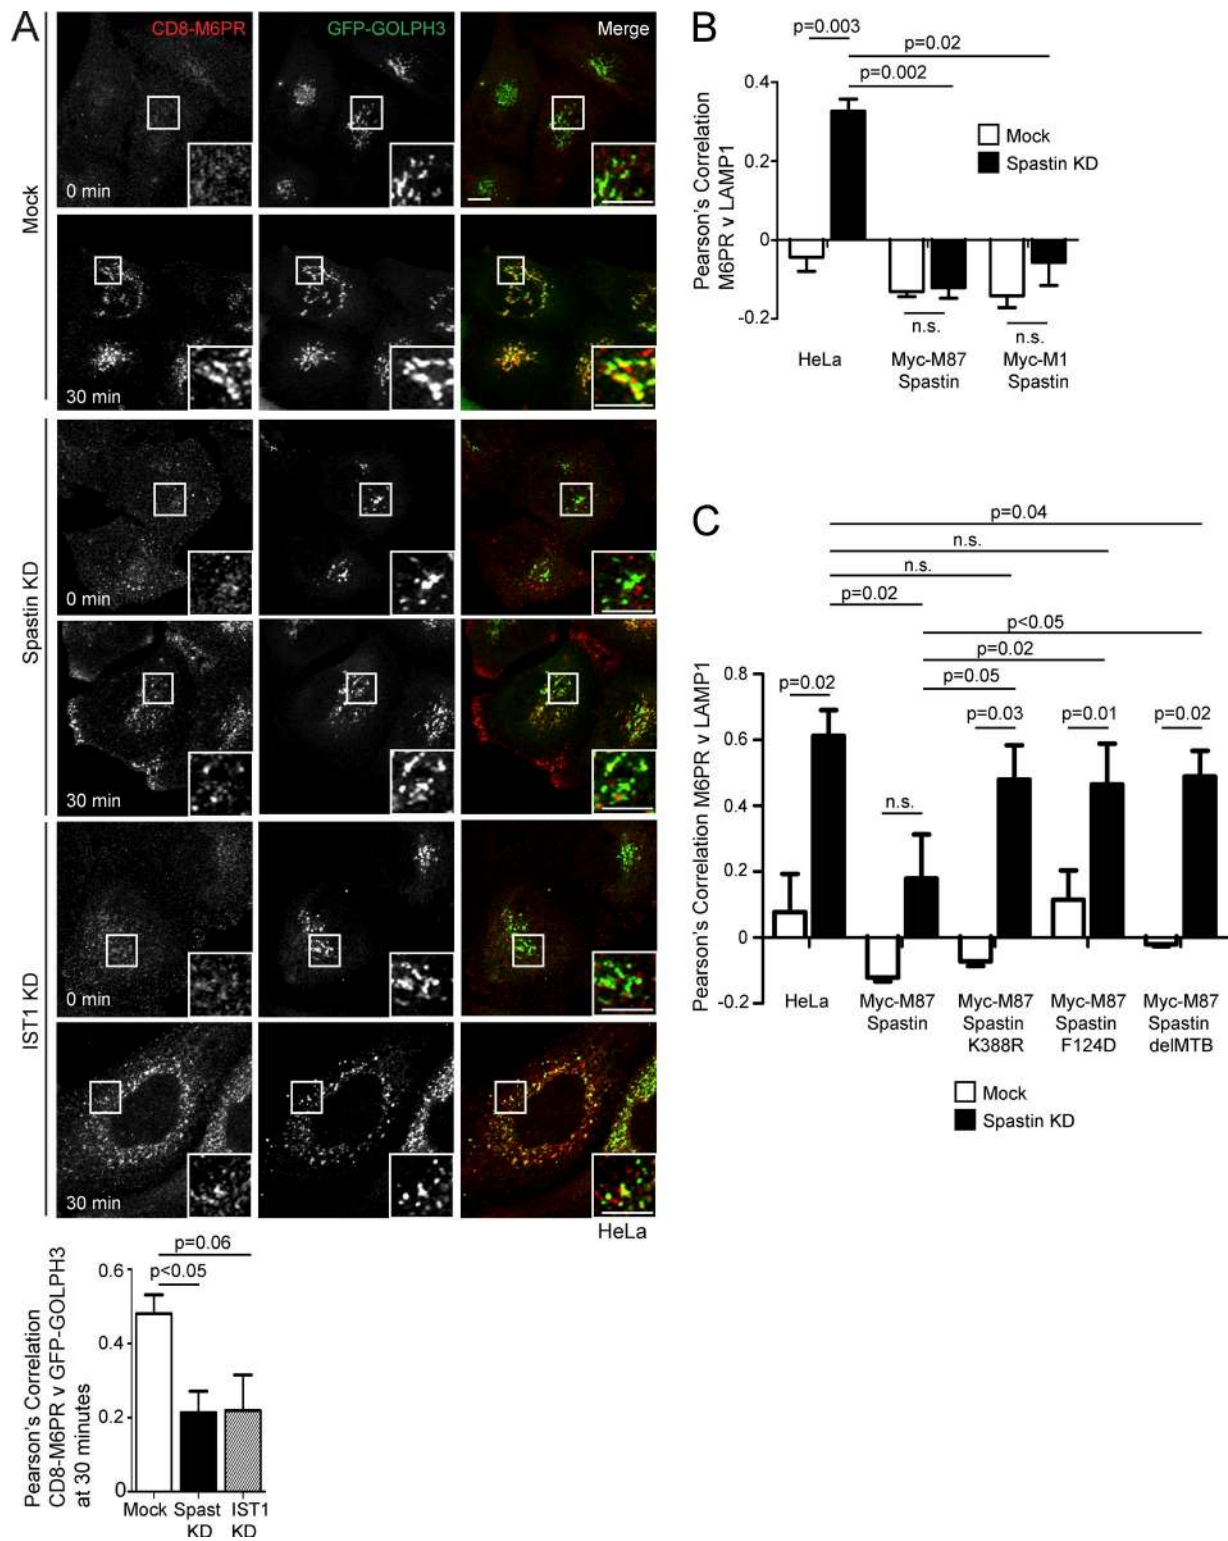 A
CD8-M6PR
GFP-GOLPH3
Merge
Mock
0 min
30 min
Spastin KD
0 min
30 min
IST1 KD
0 min
30 min
HeLa
p=0.06
p<0.05
Pearson's Correlation
CD8-M6PR v GFP-GOLPH3
at 30 minutes
0.6
0.4
0.2
0
Mock
Spast
KD
IST1
KD
B
p=0.003
p=0.02
p=0.002
Pearson's Correlation
M6PR v LAMP1
0.4
0.2
0
-0.2
Mock
Spastin KD
n.s.
n.s.
HeLa
Myc-M87
Spastin
Myc-M1
Spastin
C
p=0.04
n.s.
n.s.
p=0.02
p<0.05
p=0.02
p=0.05
p=0.02
n.s.
p=0.03
p=0.01
p=0.02
Pearson's Correlation M6PR v LAMP1
0.8
0.6
0.4
0.2
0
-0.2
HeLa
Myc-M87
Spastin
Myc-M87
Spastin
K388R
Myc-M87
Spastin
F124D
Myc-M87
Spastin
delMTB
Mock
Spastin KD